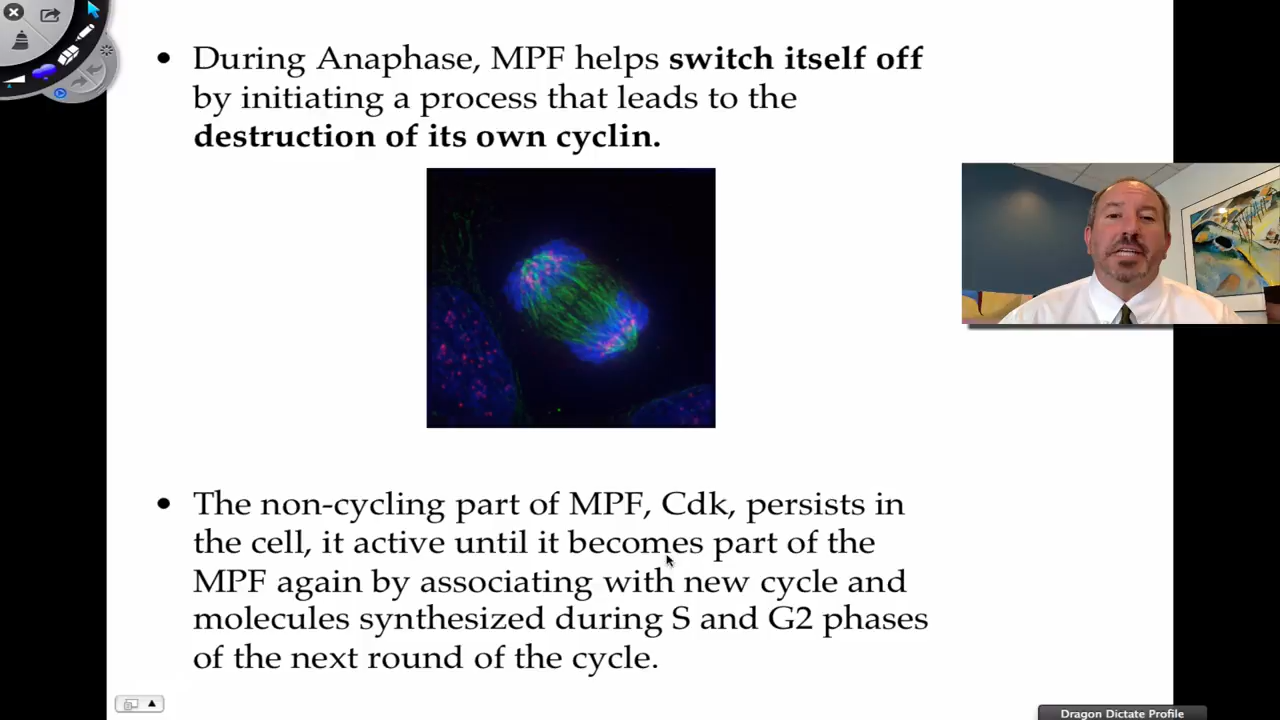 • During Anaphase, MPF helps switch itself off
by initiating a process that leads to the
destruction of its own cyclin.
• The non-cycling part of MPF, Cdk, persists in
the cell, it active until it becomes part of the
MPF again by associating with new cycle and
molecules synthesized during S and G2 phases
of the next round of the cycle.
Dragon Dictate Profile